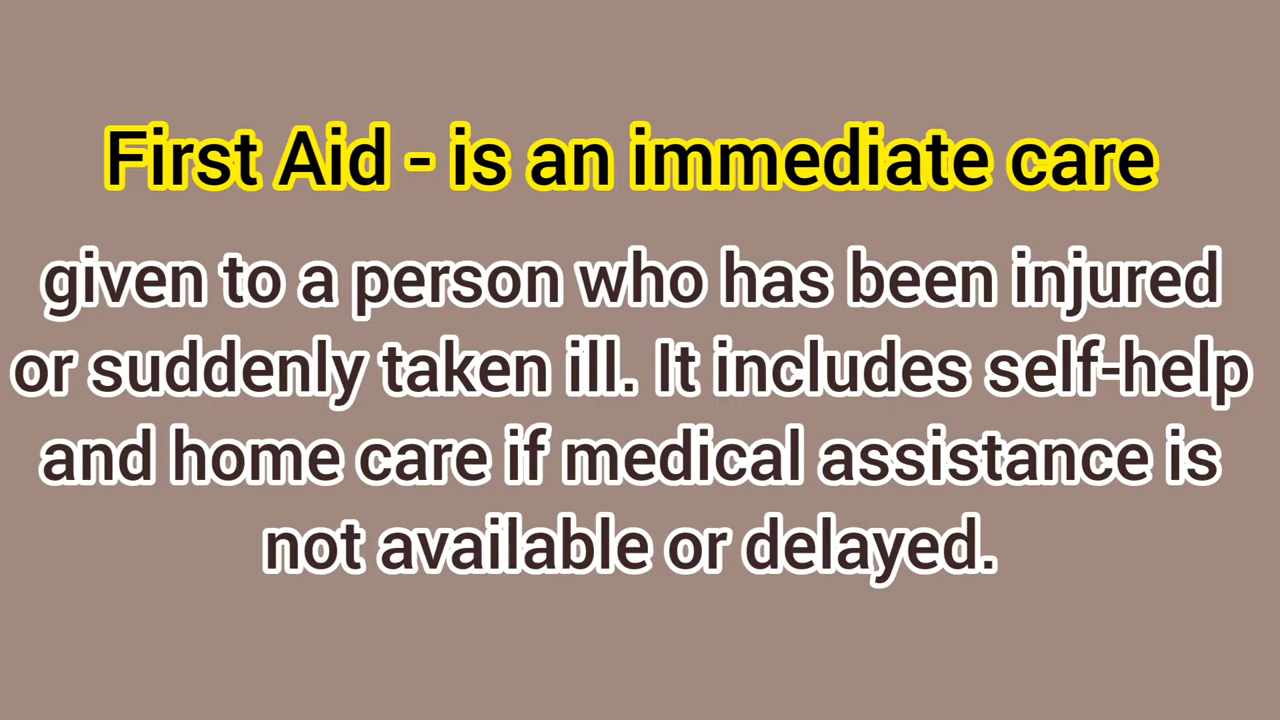 First Aid - is an immediate care
given to a person who has been injured
or suddenly taken ill. It includes self-help
and home care if medical assistance is
not available or delayed.